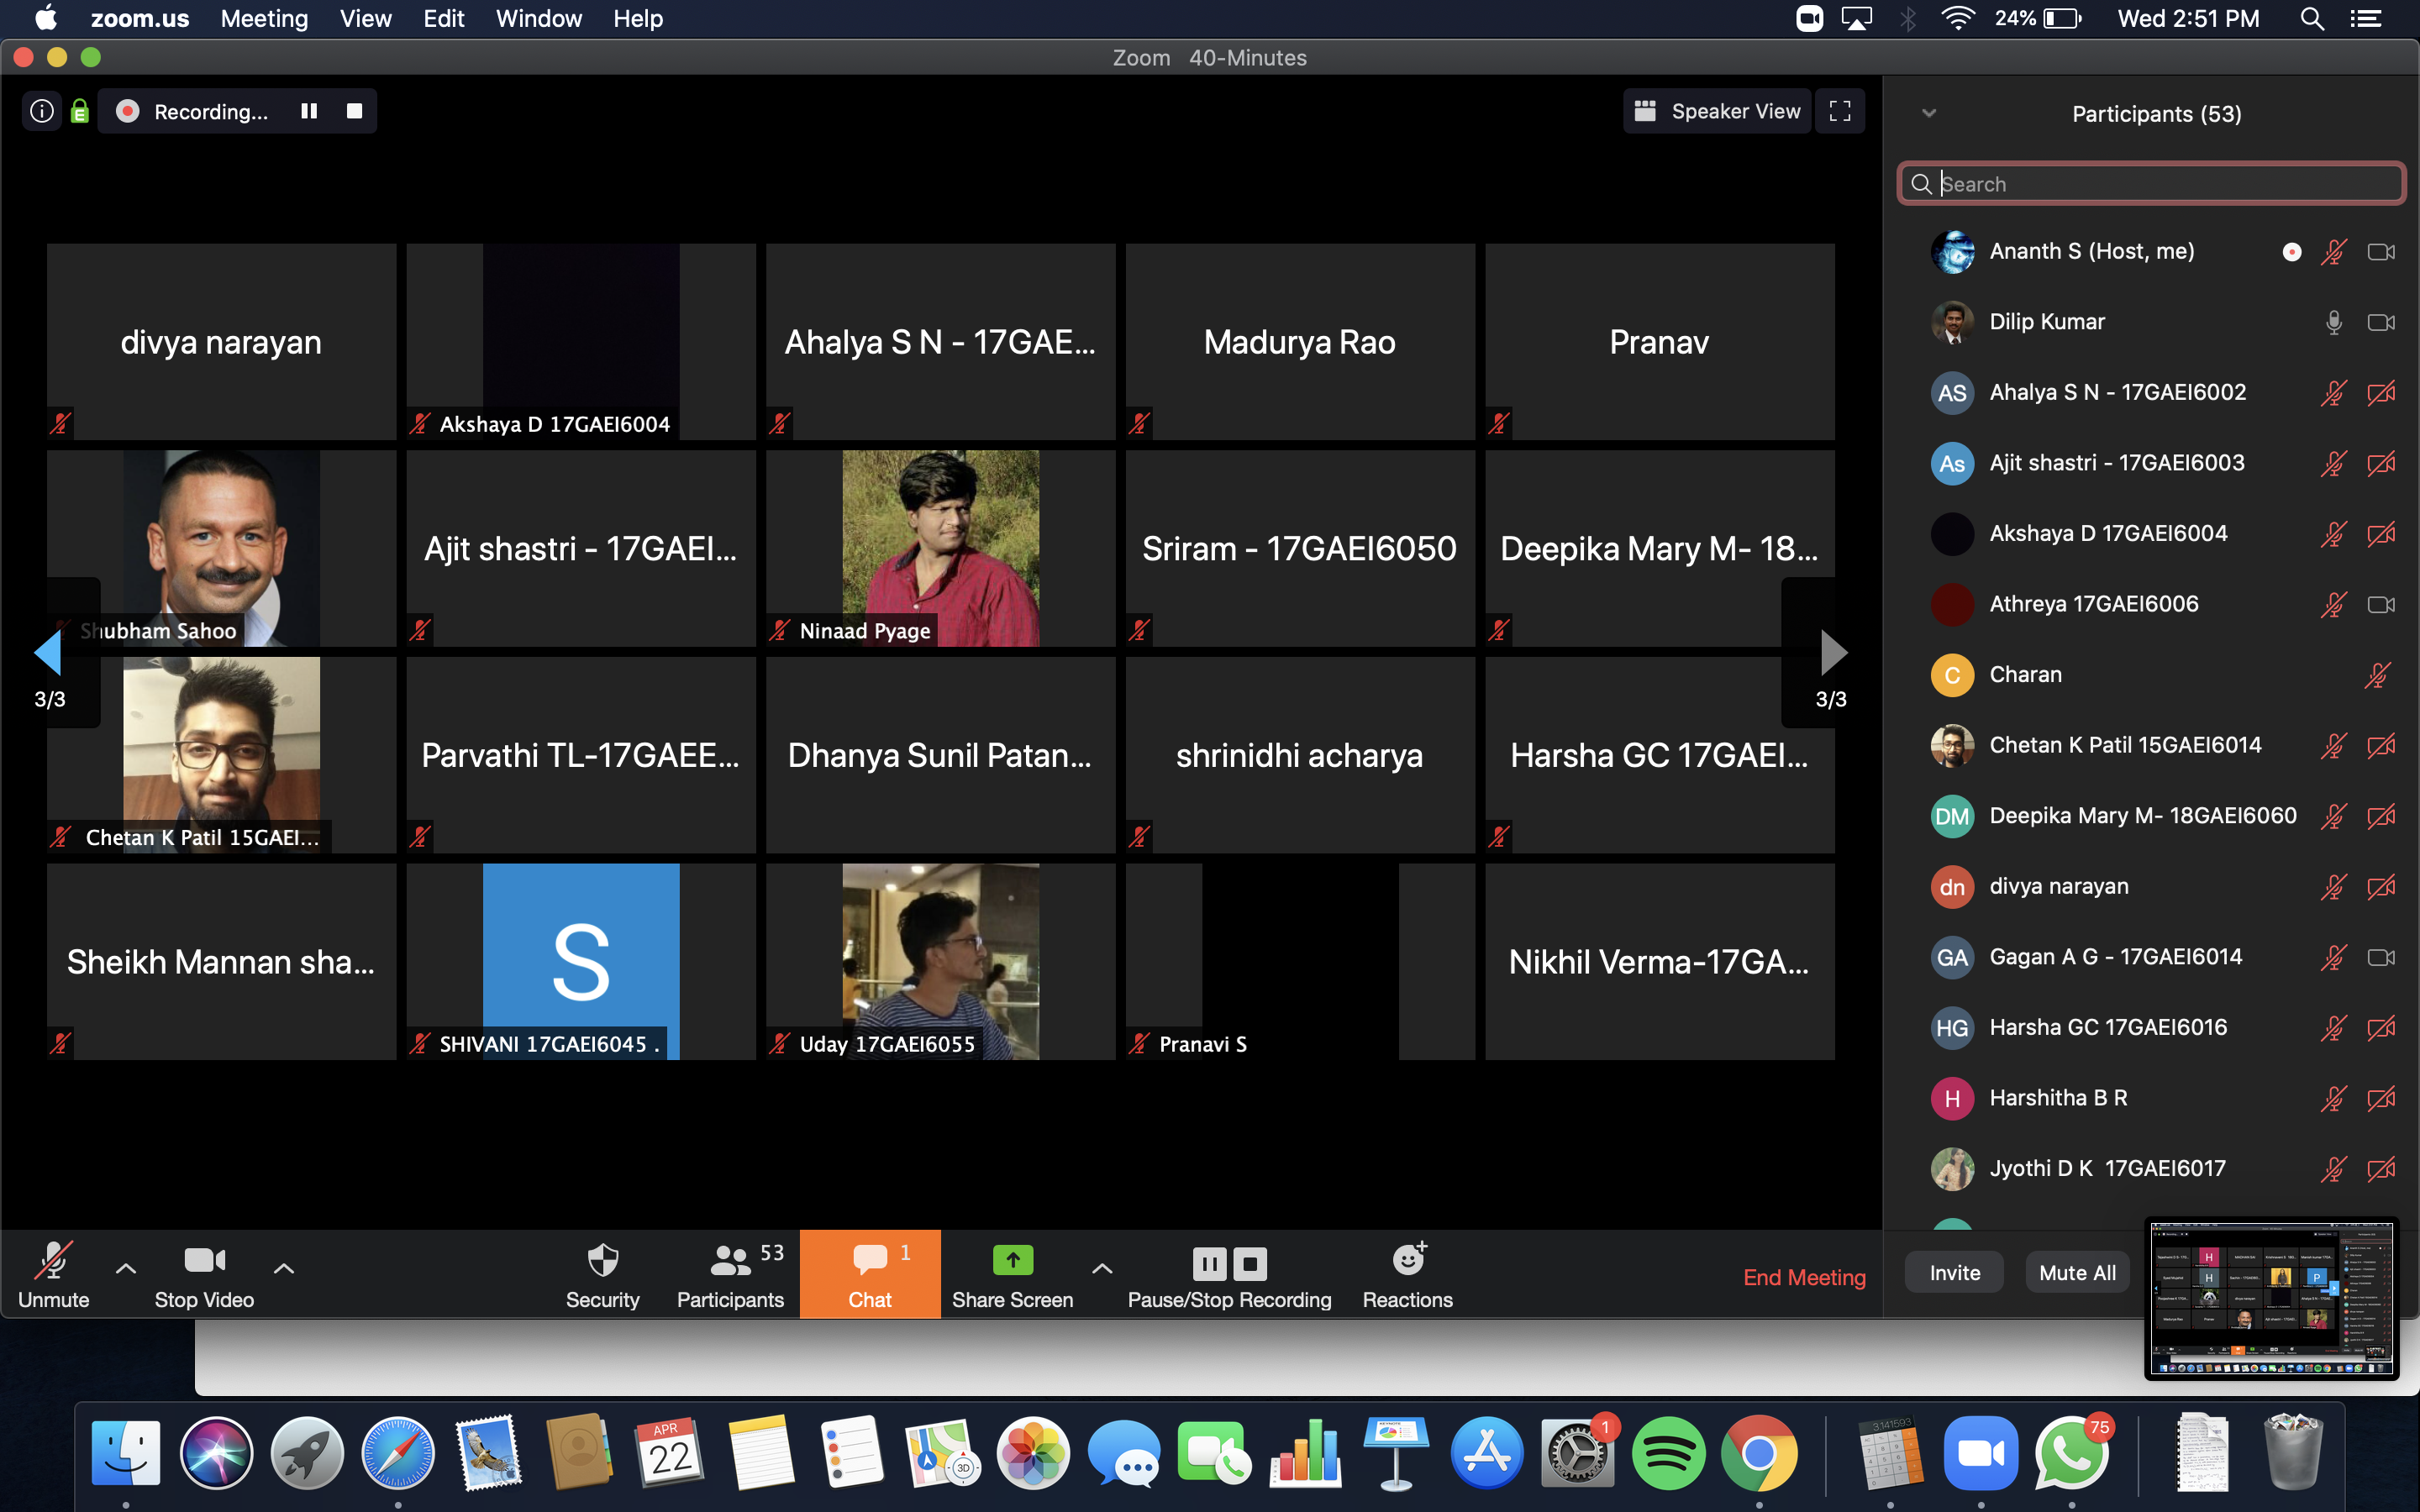 zoom.us Meeting View Edit Window Help 24% Wed 2:51 PM
Zoom 40-Minutes
Recording...
Speaker View
Participants (53)
Search
divya narayan
Akshaya D 17GAEI6004
Ahalya S N - 17GAE...
Madurya Rao
Pranav
Shubham Sahoo
Ajit shastri - 17GAEI...
Ninaad Pyage
Sriram - 17GAEI6050
Deepika Mary M- 18...
3/3
3/3
Chetan K Patil 15GAEI...
Parvathi TL-17GAEE...
Dhanya Sunil Patan...
shrinidhi acharya
Harsha GC 17GAEI...
Sheikh Mannan sha...
S
SHIVANI 17GAEI6045 .
Uday 17GAEI6055
Pranavi S
Nikhil Verma-17GA...
Ananth S (Host, me)
Dilip Kumar
AS Ahalya S N - 17GAEI6002
As Ajit shastri - 17GAEI6003
Akshaya D 17GAEI6004
Athreya 17GAEI6006
C Charan
Chetan K Patil 15GAEI6014
DM Deepika Mary M- 18GAEI6060
dn divya narayan
GA Gagan A G - 17GAEI6014
HG Harsha GC 17GAEI6016
H Harshitha B R
Jyothi D K 17GAEI6017
Unmute
Stop Video
Security
Participants 53
Chat 1
Share Screen
Pause/Stop Recording
Reactions
End Meeting
Invite
Mute All
APR
22
3D
KEYNOTE
1
3.141593
75